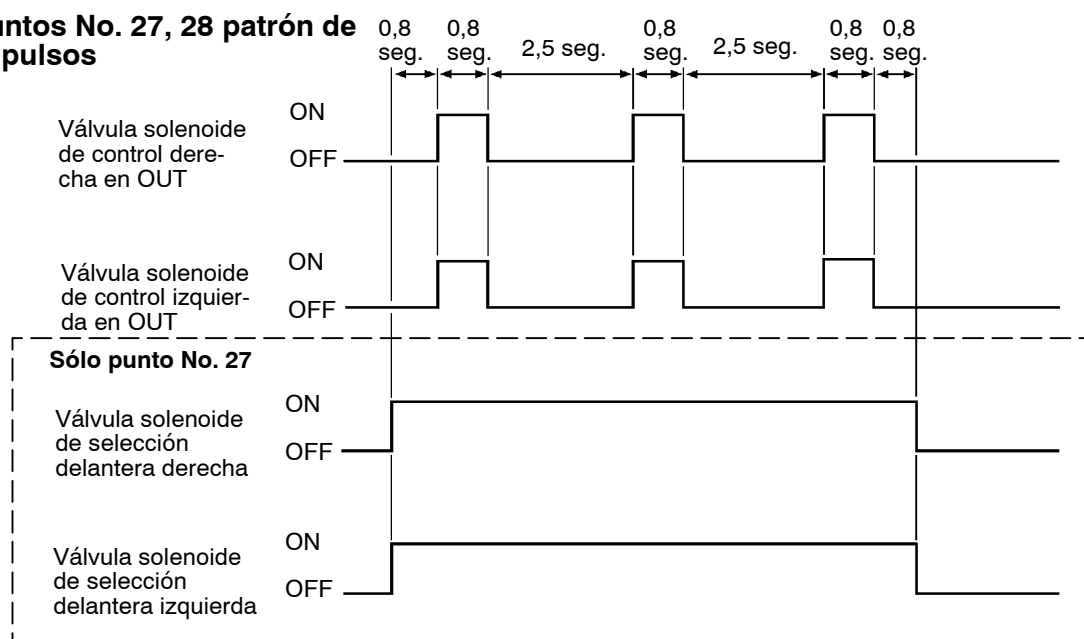 untos No. 27, 28 patrón de
pulsos
0,8 0,8 0,8 0,8 0,8
seg. seg. 2,5 seg. seg. 2,5 seg. seg. seg.
ON
Válvula solenoide
de control dere-
cha en OUT
OFF
ON
Válvula solenoide
de control izquier-
da en OUT
OFF
Sólo punto No. 27
ON
Válvula solenoide
de selección
delantera derecha
OFF
ON
Válvula solenoide
de selección
delantera izquierda
OFF